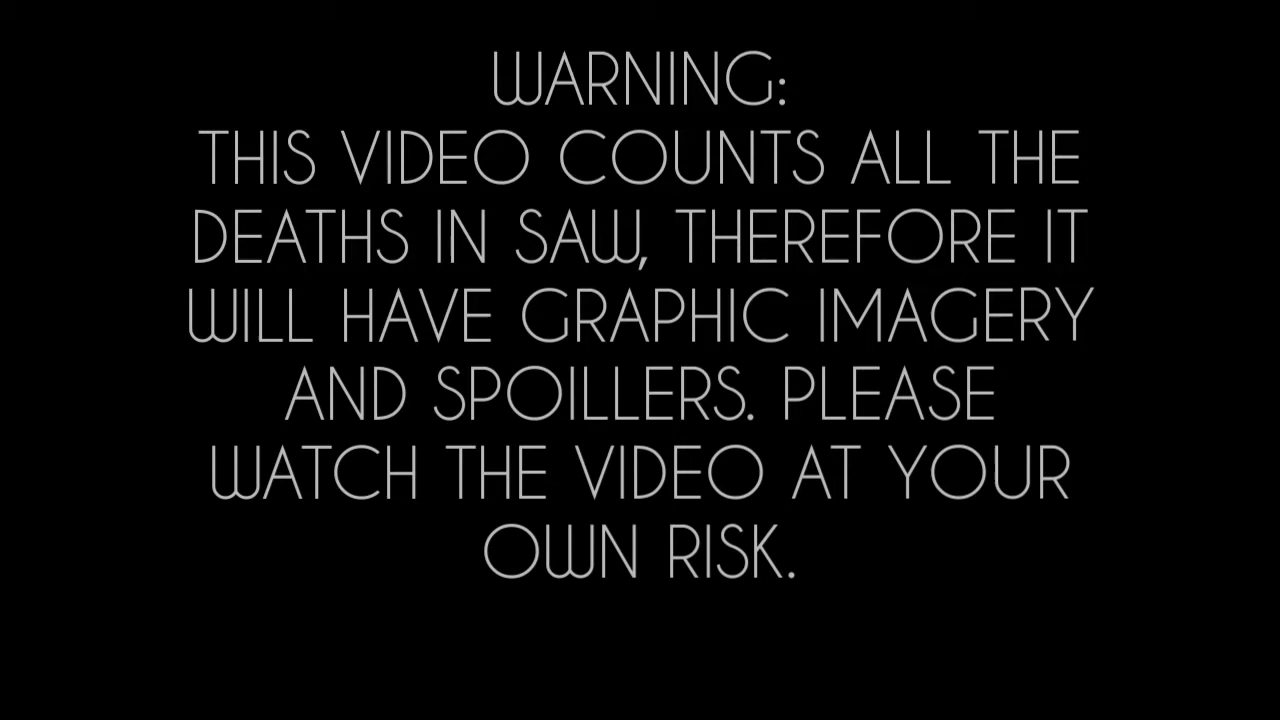 WARNING:
THIS VIDEO COUNTS ALL THE
DEATHS IN SAW, THEREFORE IT
WILL HAVE GRAPHIC IMAGERY
AND SPOILLERS. PLEASE
WATCH THE VIDEO AT YOUR
OWN RISK.